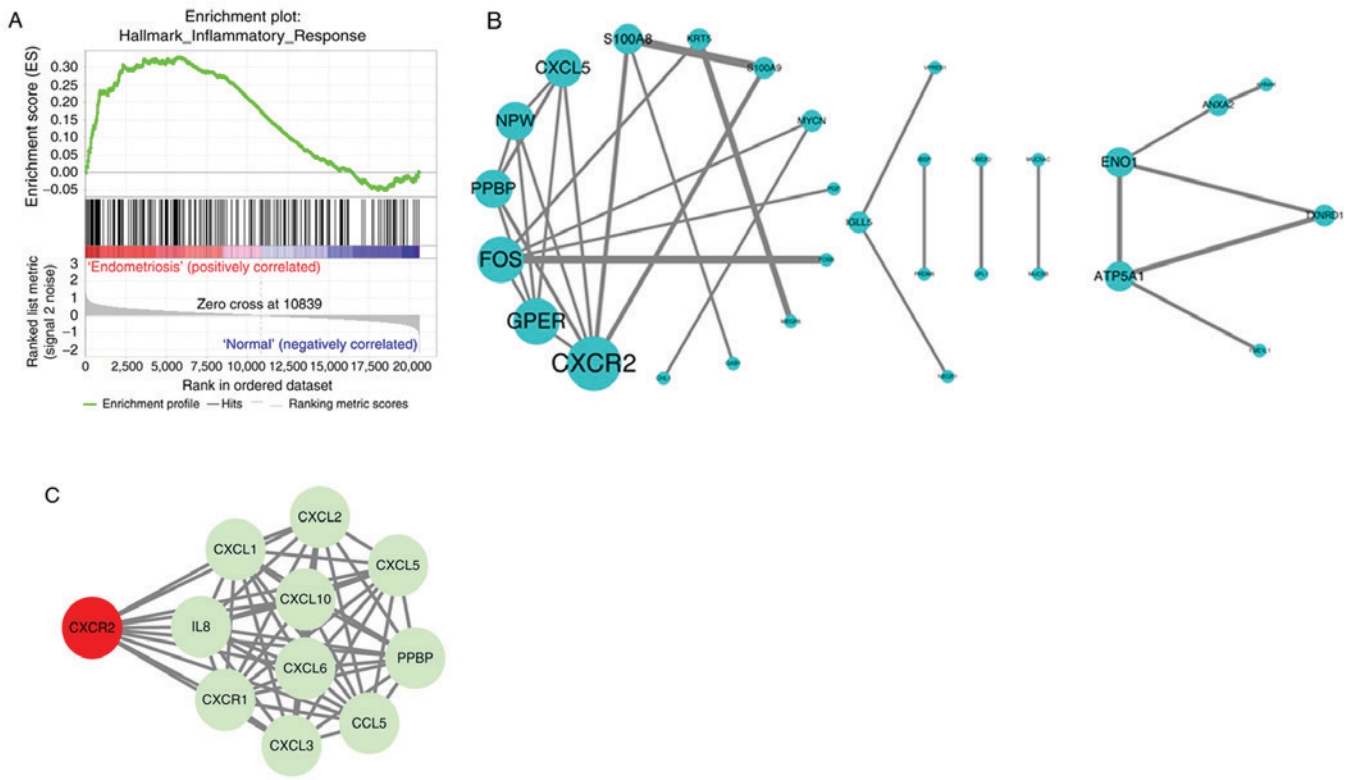 A
Enrichment plot:
Hallmark_Inflammatory_Response
Enrichment score (ES)
0.30
0.25
0.20
0.15
0.10
0.05
0.00
−0.05
'Endometriosis' (positively correlated)
Zero cross at 10839
'Normal' (negatively correlated)
Ranked list metric
(signal 2 noise)
3
2
1
0
−1
−2
0 2,500 5,000 7,500 10,000 12,500 15,000 17,500 20,000
Rank in ordered dataset
Enrichment profile Hits Ranking metric scores
B
S100A8
KRT5
S100A9
CXCL5
NPW
MYCN
PPBP
FOS
GPER
CXCR2
IGLL5
ANXA2
ENO1
TXNRD1
ATP5A1
C
CXCL2
CXCL1
CXCL5
CXCL10
CXCR2
IL8
PPBP
CXCL6
CXCR1
CCL5
CXCL3